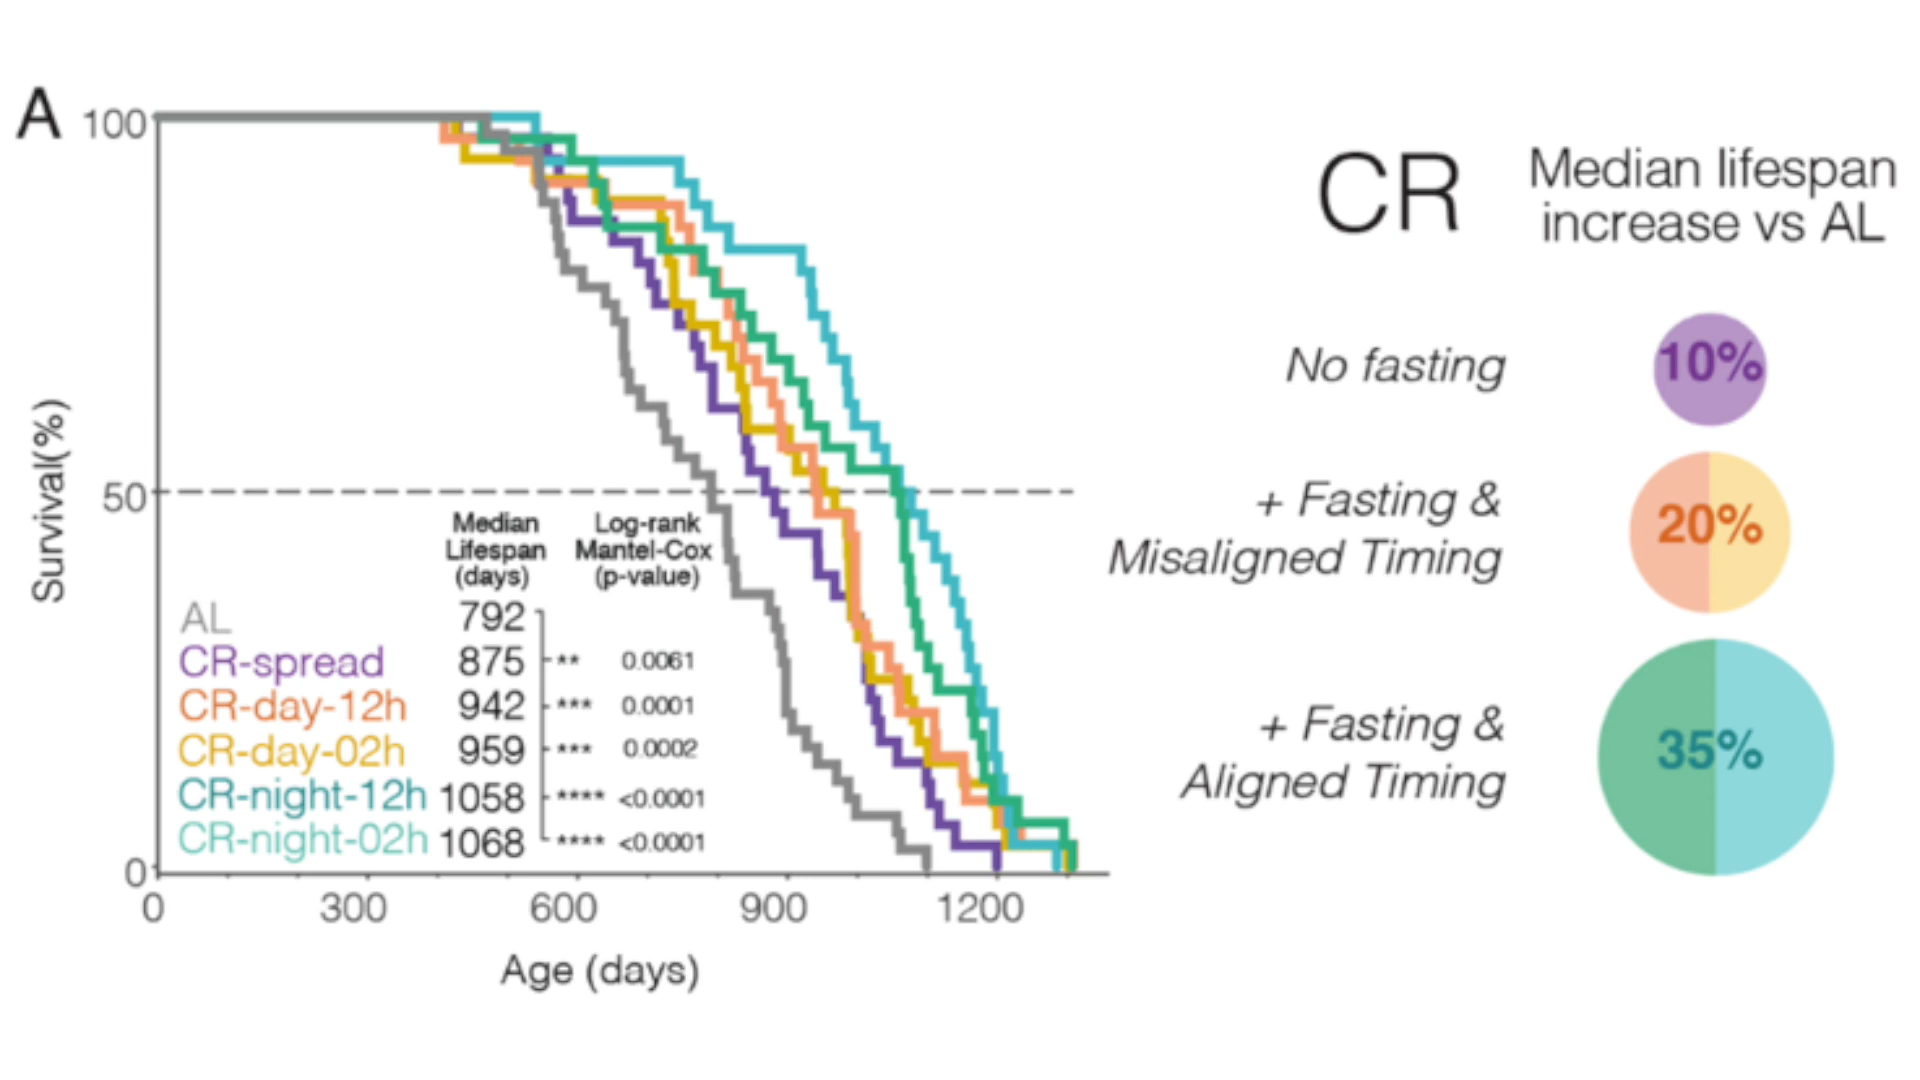 A
100
50
0
Survival(%)
0 300 600 900 1200
Age (days)
Median Lifespan (days)
Log-rank Mantel-Cox (p-value)
AL 792
CR-spread 875 ** 0.0061
CR-day-12h 942 *** 0.0001
CR-day-02h 959 *** 0.0002
CR-night-12h 1058 **** <0.0001
CR-night-02h 1068 **** <0.0001
CR
Median lifespan
increase vs AL
No fasting
10%
+ Fasting &
Misaligned Timing
20%
+ Fasting &
Aligned Timing
35%